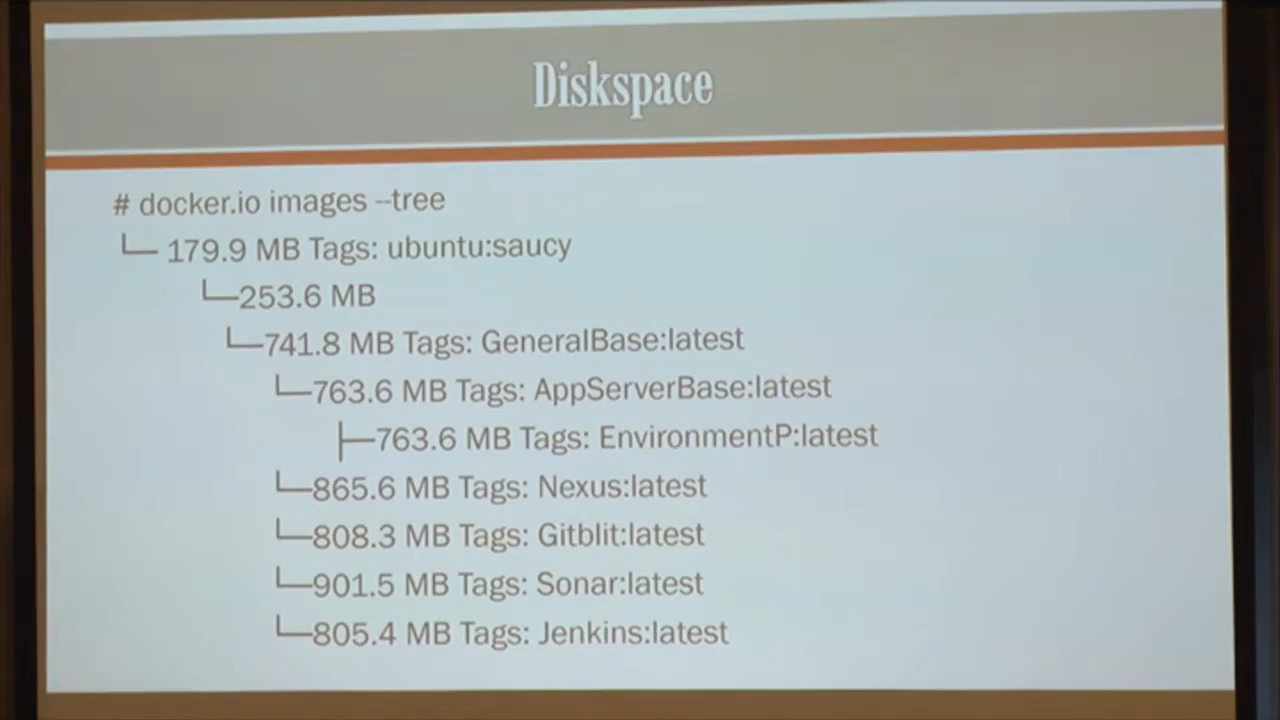 Diskspace
# docker.io images --tree
└─ 179.9 MB Tags: ubuntu:saucy
└─253.6 MB
└─741.8 MB Tags: GeneralBase:latest
└─763.6 MB Tags: AppServerBase:latest
├─763.6 MB Tags: EnvironmentP:latest
└─865.6 MB Tags: Nexus:latest
└─808.3 MB Tags: Gitblit:latest
└─901.5 MB Tags: Sonar:latest
└─805.4 MB Tags: Jenkins:latest